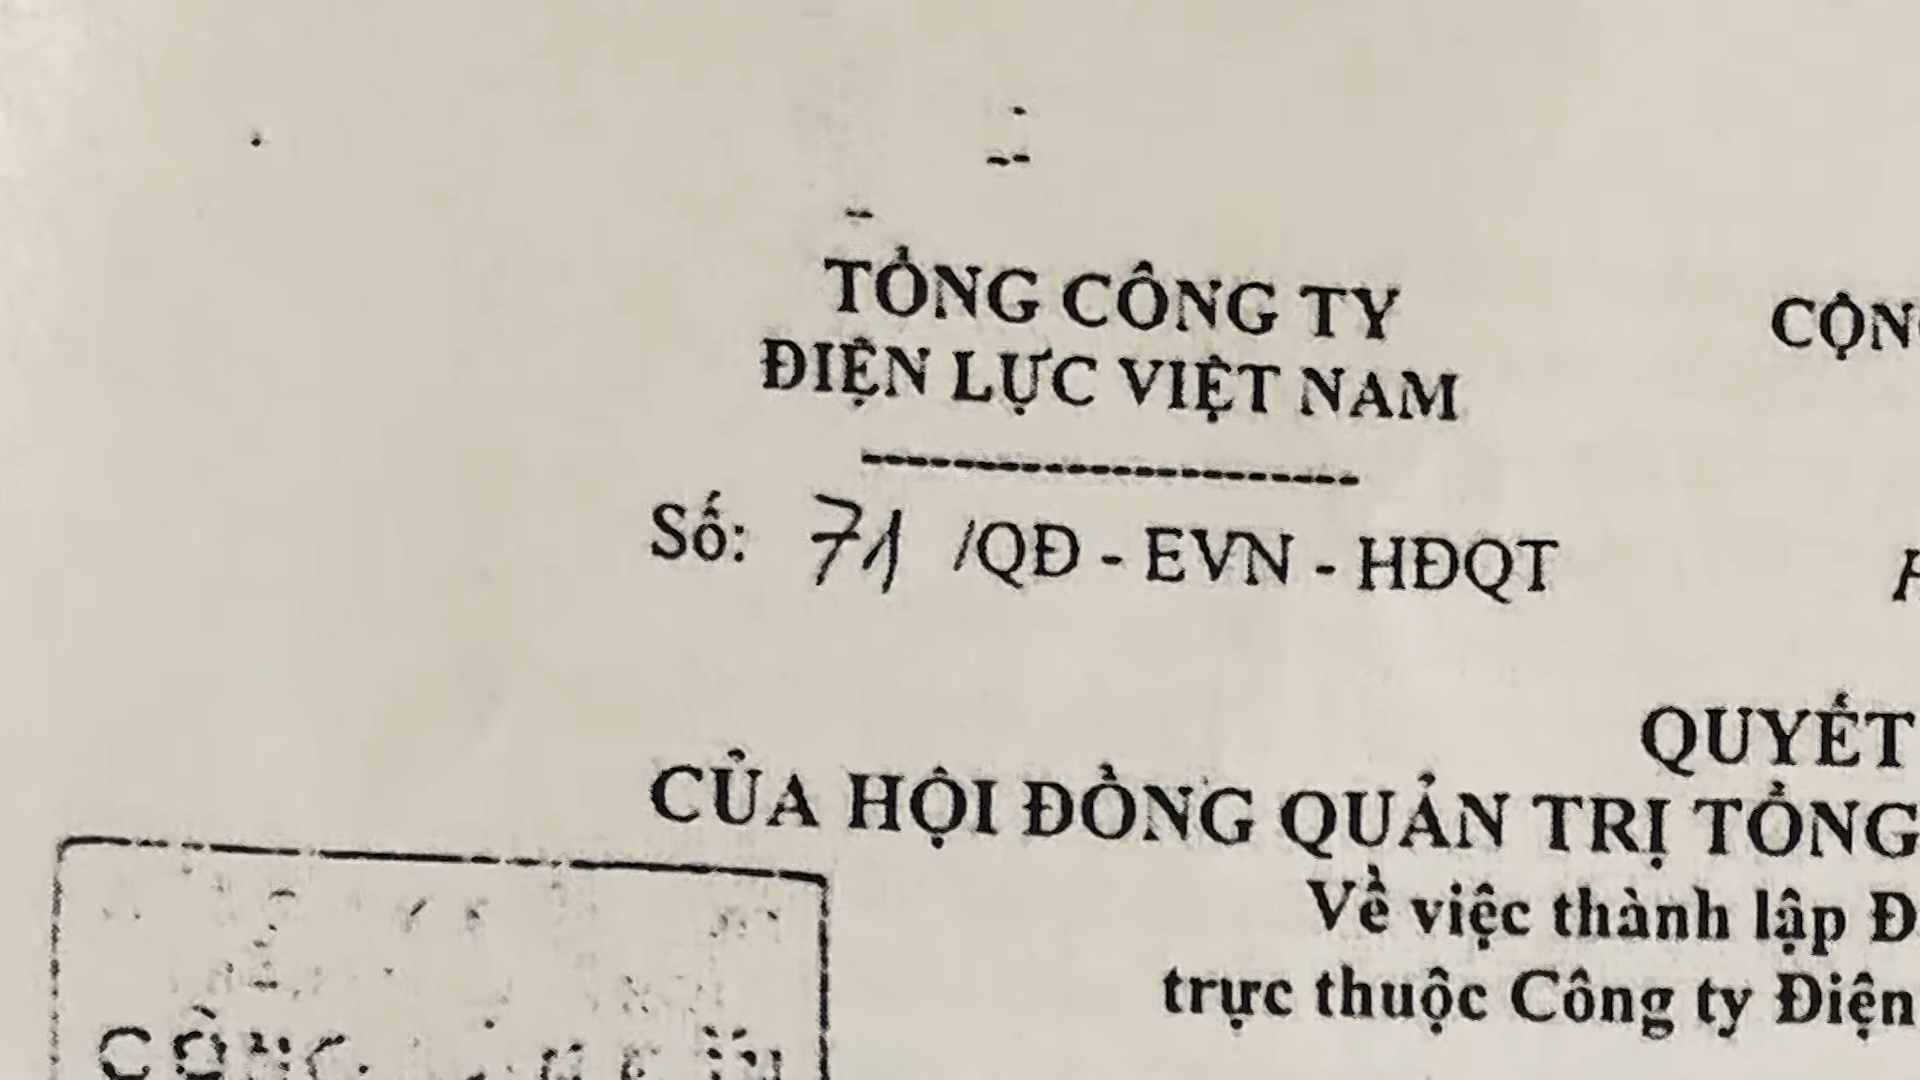 TỔNG CÔNG TY
ĐIỆN LỰC VIỆT NAM
Số: 71 /QĐ - EVN - HĐQT
QUYẾT
CỦA HỘI ĐỒNG QUẢN TRỊ TỔNG
Về việc thành lập
trực thuộc Công ty Điện